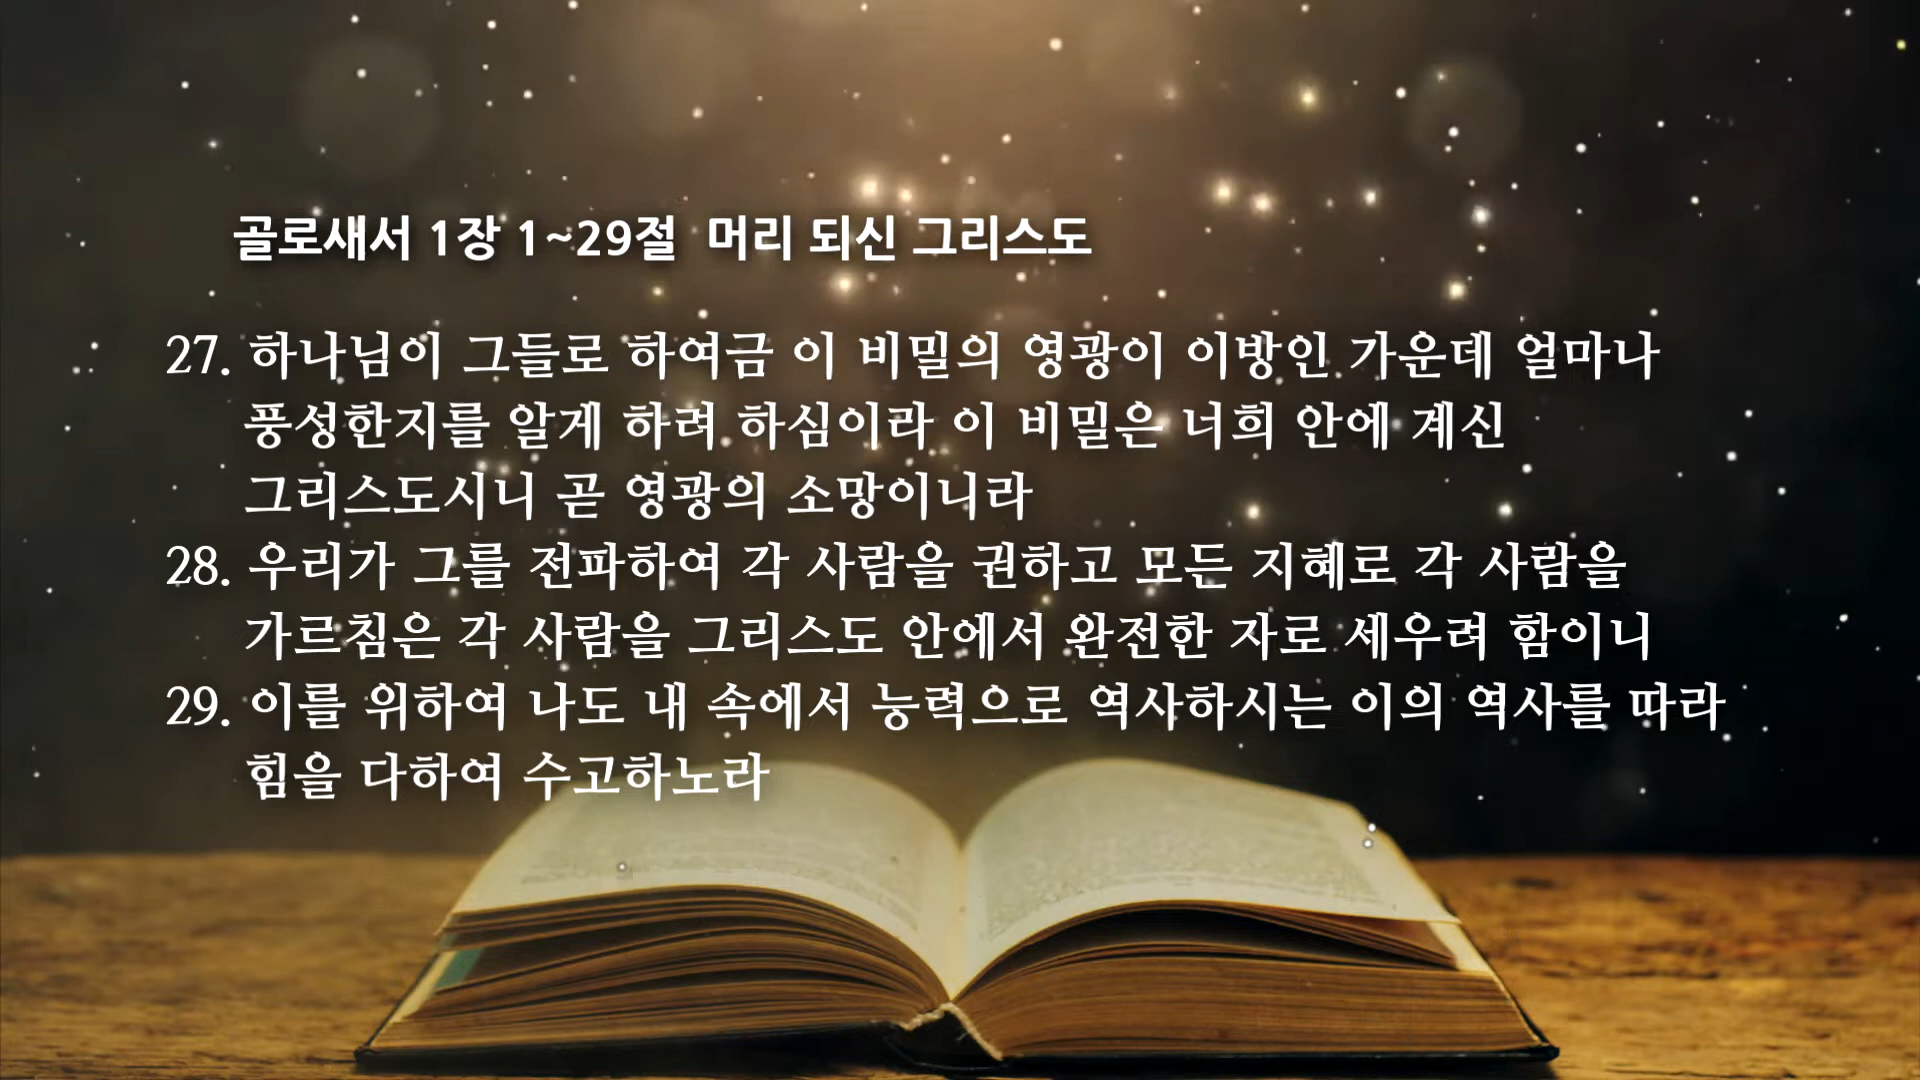 골로새서 1장 1~29절 머리 되신 그리스도
27. 하나님이 그들로 하여금 이 비밀의 영광이 이방인 가운데 얼마나
풍성한지를 알게 하려 하심이라 이 비밀은 너희 안에 계신
그리스도시니 곧 영광의 소망이니라
28. 우리가 그를 전파하여 각 사람을 권하고 모든 지혜로 각 사람을
가르침은 각 사람을 그리스도 안에서 완전한 자로 세우려 함이니
29. 이를 위하여 나도 내 속에서 능력으로 역사하시는 이의 역사를 따라
힘을 다하여 수고하노라